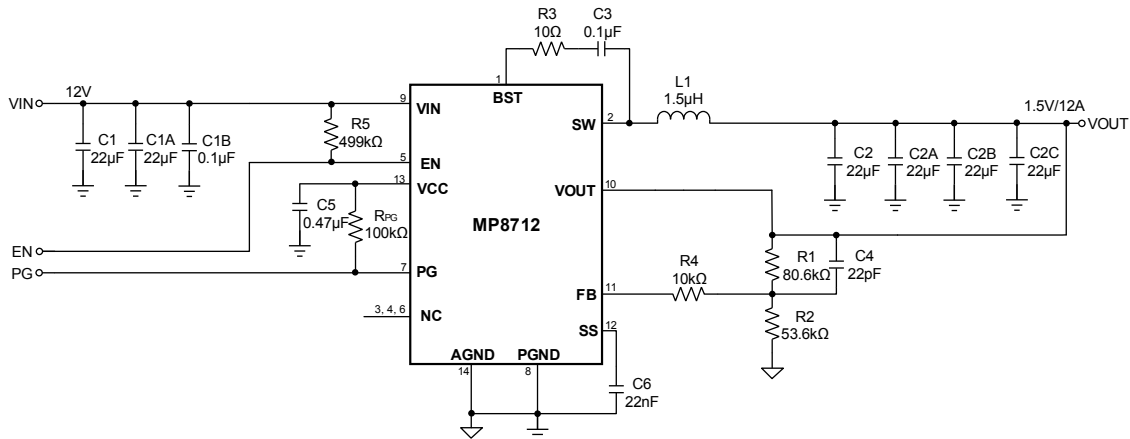 R3
10Ω
C3
0.1µF
1
BST
L1
1.5µH
VIN
12V
9
VIN
SW
2
1.5V/12A
VOUT
C1
22µF
C1A
22µF
C1B
0.1µF
R5
499kΩ
5
EN
C2
22µF
C2A
22µF
C2B
22µF
C2C
22µF
13
VCC
VOUT
10
C5
0.47µF
RPG
100kΩ
MP8712
EN
PG
7
PG
R1
80.6kΩ
C4
22pF
R4
10kΩ
FB
11
R2
53.6kΩ
3, 4, 6
NC
SS
12
AGND
PGND
14
8
C6
22nF